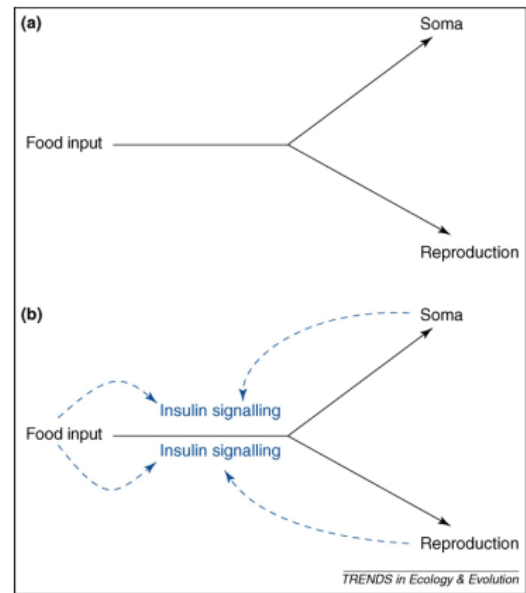 (a)
Soma
Food input
Reproduction
(b)
Soma
Insulin signalling
Food input
Insulin signalling
Reproduction
TRENDS in Ecology & Evolution